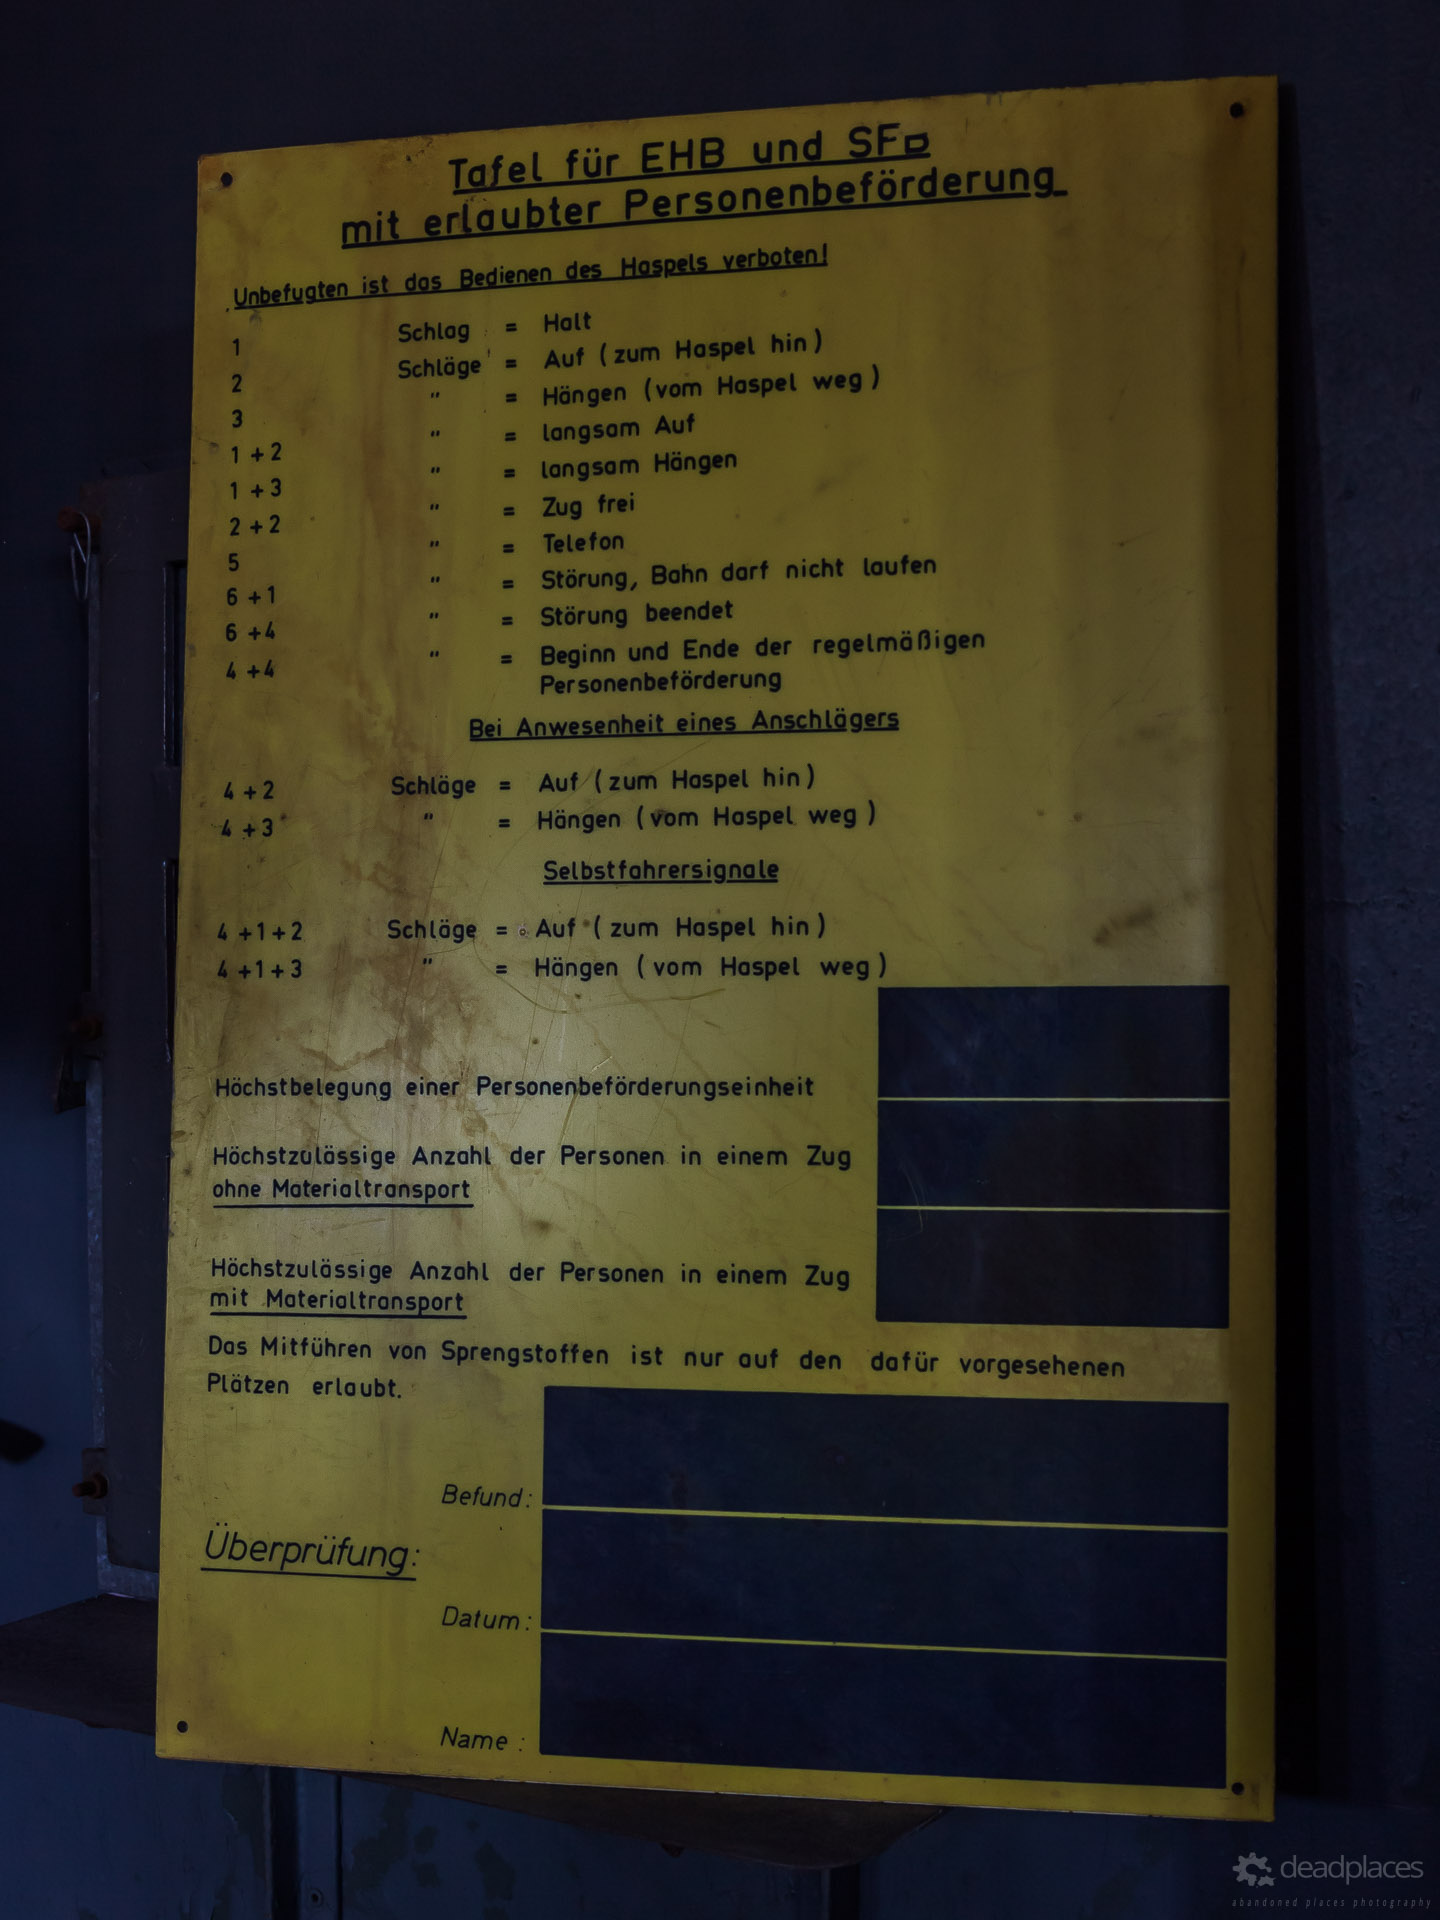 Tafel für EHB und SF
mit erlaubter Personenbeförderung
Unbefugten ist das Bedienen des Haspels verboten!
1 Schlag = Halt
2 Schläge = Auf (zum Haspel hin)
3 " = Hängen (vom Haspel weg)
1 + 2 " = langsam Auf
1 + 3 " = langsam Hängen
2 + 2 " = Zug frei
5 " = Telefon
6 + 1 " = Störung, Bahn darf nicht laufen
6 + 4 " = Störung beendet
4 + 4 " = Beginn und Ende der regelmäßigen
Personenbeförderung
Bei Anwesenheit eines Anschlägers
4 + 2 Schläge = Auf (zum Haspel hin)
4 + 3 " = Hängen (vom Haspel weg)
Selbstfahrersignale
4 + 1 + 2 Schläge = Auf (zum Haspel hin)
4 + 1 + 3 " = Hängen (vom Haspel weg)
Höchstbelegung einer Personenbeförderungseinheit
Höchstzulässige Anzahl der Personen in einem Zug
ohne Materialtransport
Höchstzulässige Anzahl der Personen in einem Zug
mit Materialtransport
Das Mitführen von Sprengstoffen ist nur auf den dafür vorgesehenen
Plätzen erlaubt.
Befund:
Überprüfung:
Datum:
Name :
deadplaces
abandoned places photography